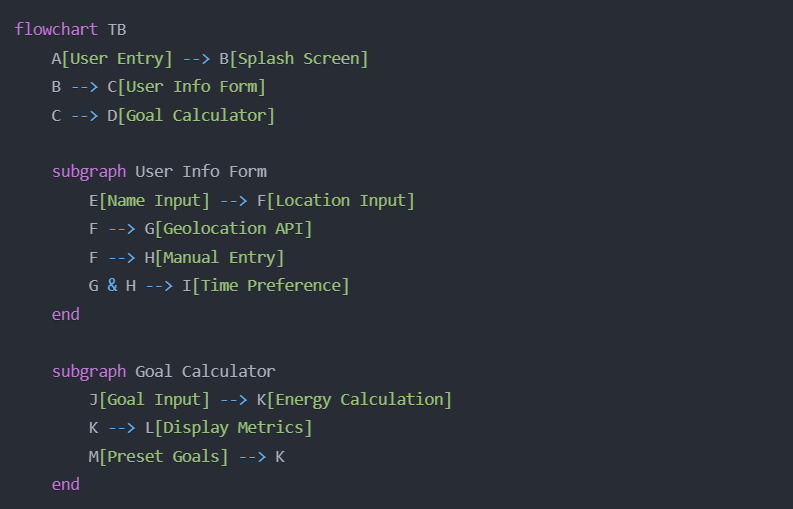 flowchart TB
A[User Entry] --> B[Splash Screen]
B --> C[User Info Form]
C --> D[Goal Calculator]
subgraph User Info Form
E[Name Input] --> F[Location Input]
F --> G[Geolocation API]
F --> H[Manual Entry]
G & H --> I[Time Preference]
end
subgraph Goal Calculator
J[Goal Input] --> K[Energy Calculation]
K --> L[Display Metrics]
M[Preset Goals] --> K
end